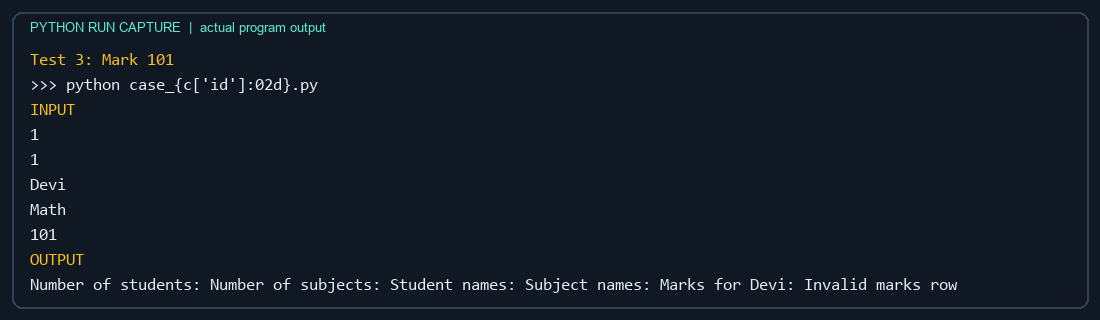 PYTHON RUN CAPTURE | actual program output
Test 3: Mark 101
>>> python case_{c['id']:02d}.py
INPUT
1
1
Devi
Math
101
OUTPUT
Number of students: Number of subjects: Student names: Subject names: Marks for Devi: Invalid marks row